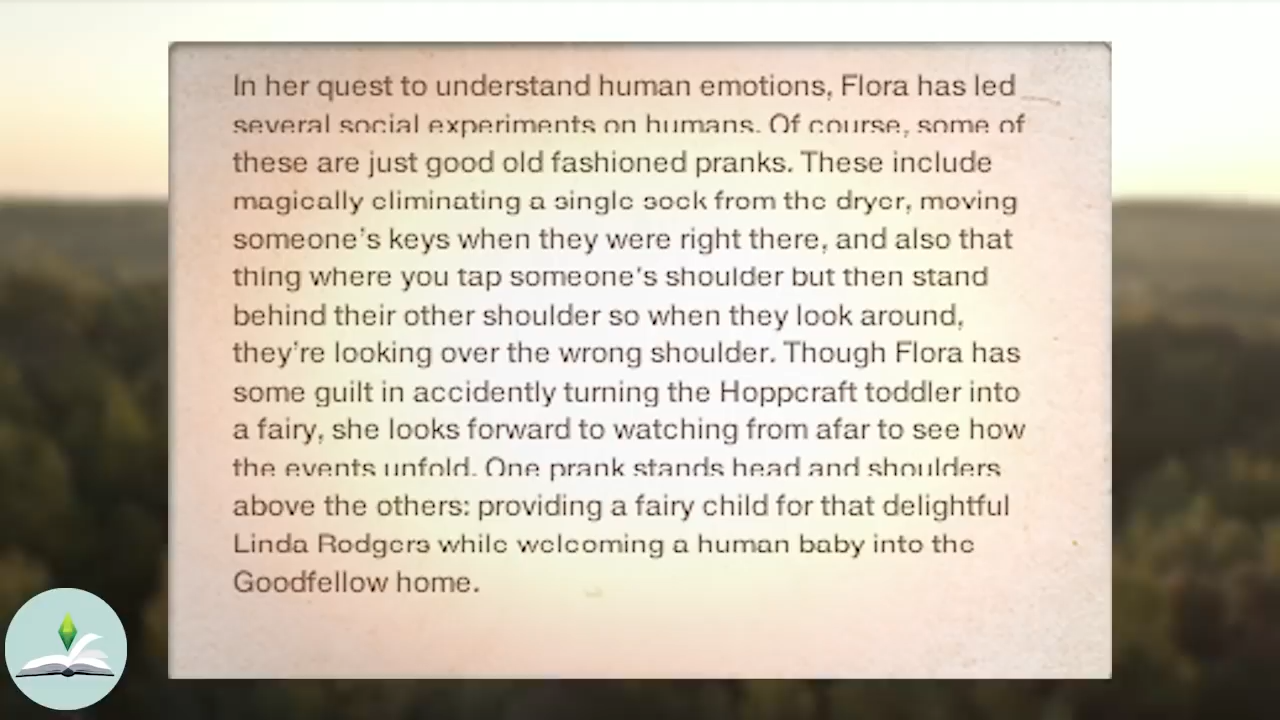 In her quest to understand human emotions, Flora has led
several social experiments on humans. Of course, some of
these are just good old fashioned pranks. These include
magically eliminating a single sock from the dryer, moving
someone's keys when they were right there, and also that
thing where you tap someone's shoulder but then stand
behind their other shoulder so when they look around,
they're looking over the wrong shoulder. Though Flora has
some guilt in accidently turning the Hoppcraft toddler into
a fairy, she looks forward to watching from afar to see how
the events unfold. One prank stands head and shoulders
above the others: providing a fairy child for that delightful
Linda Rodgers while welcoming a human baby into the
Goodfellow home.